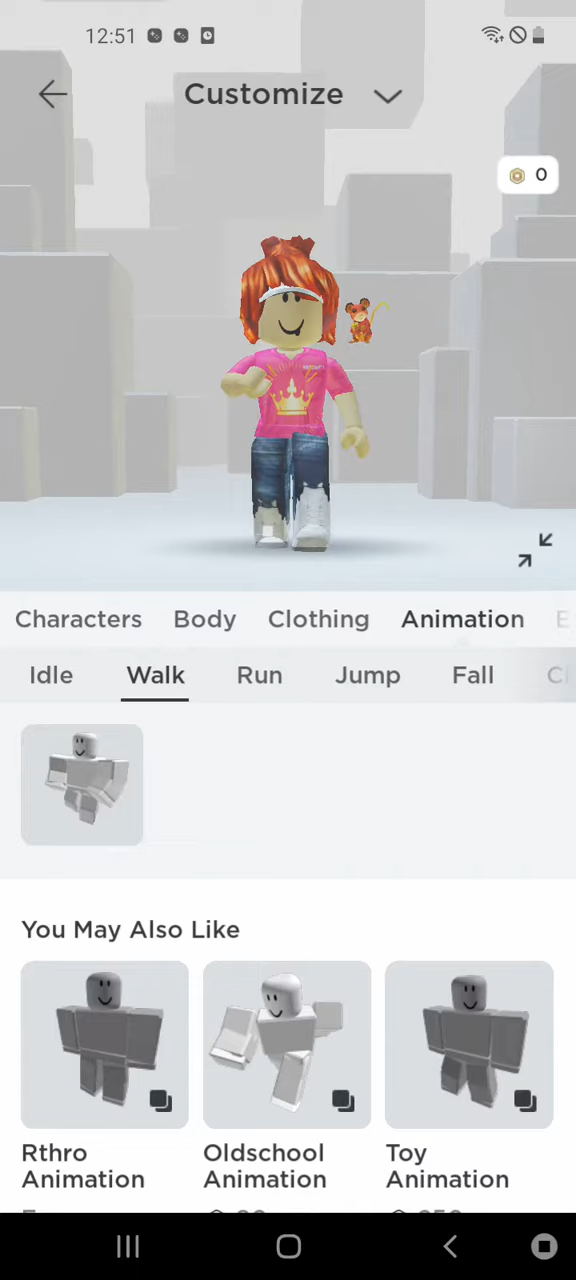 12:51
Customize
0
Characters Body Clothing Animation
Idle Walk Run Jump Fall
You May Also Like
Rthro Oldschool Toy
Animation Animation Animation